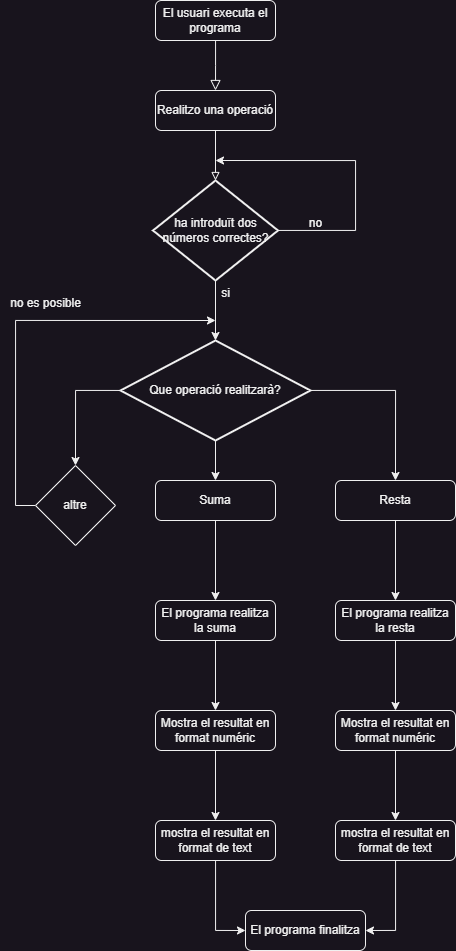 El usuari executa el
programa
Realitzo una operació
ha introduït dos
números correctes?
no
si
no es posible
Que operació realitzarà?
altre
Suma
Resta
El programa realitza
la suma
El programa realitza
la resta
Mostra el resultat en
format numéric
Mostra el resultat en
format numéric
mostra el resultat en
format de text
mostra el resultat en
format de text
El programa finalitza